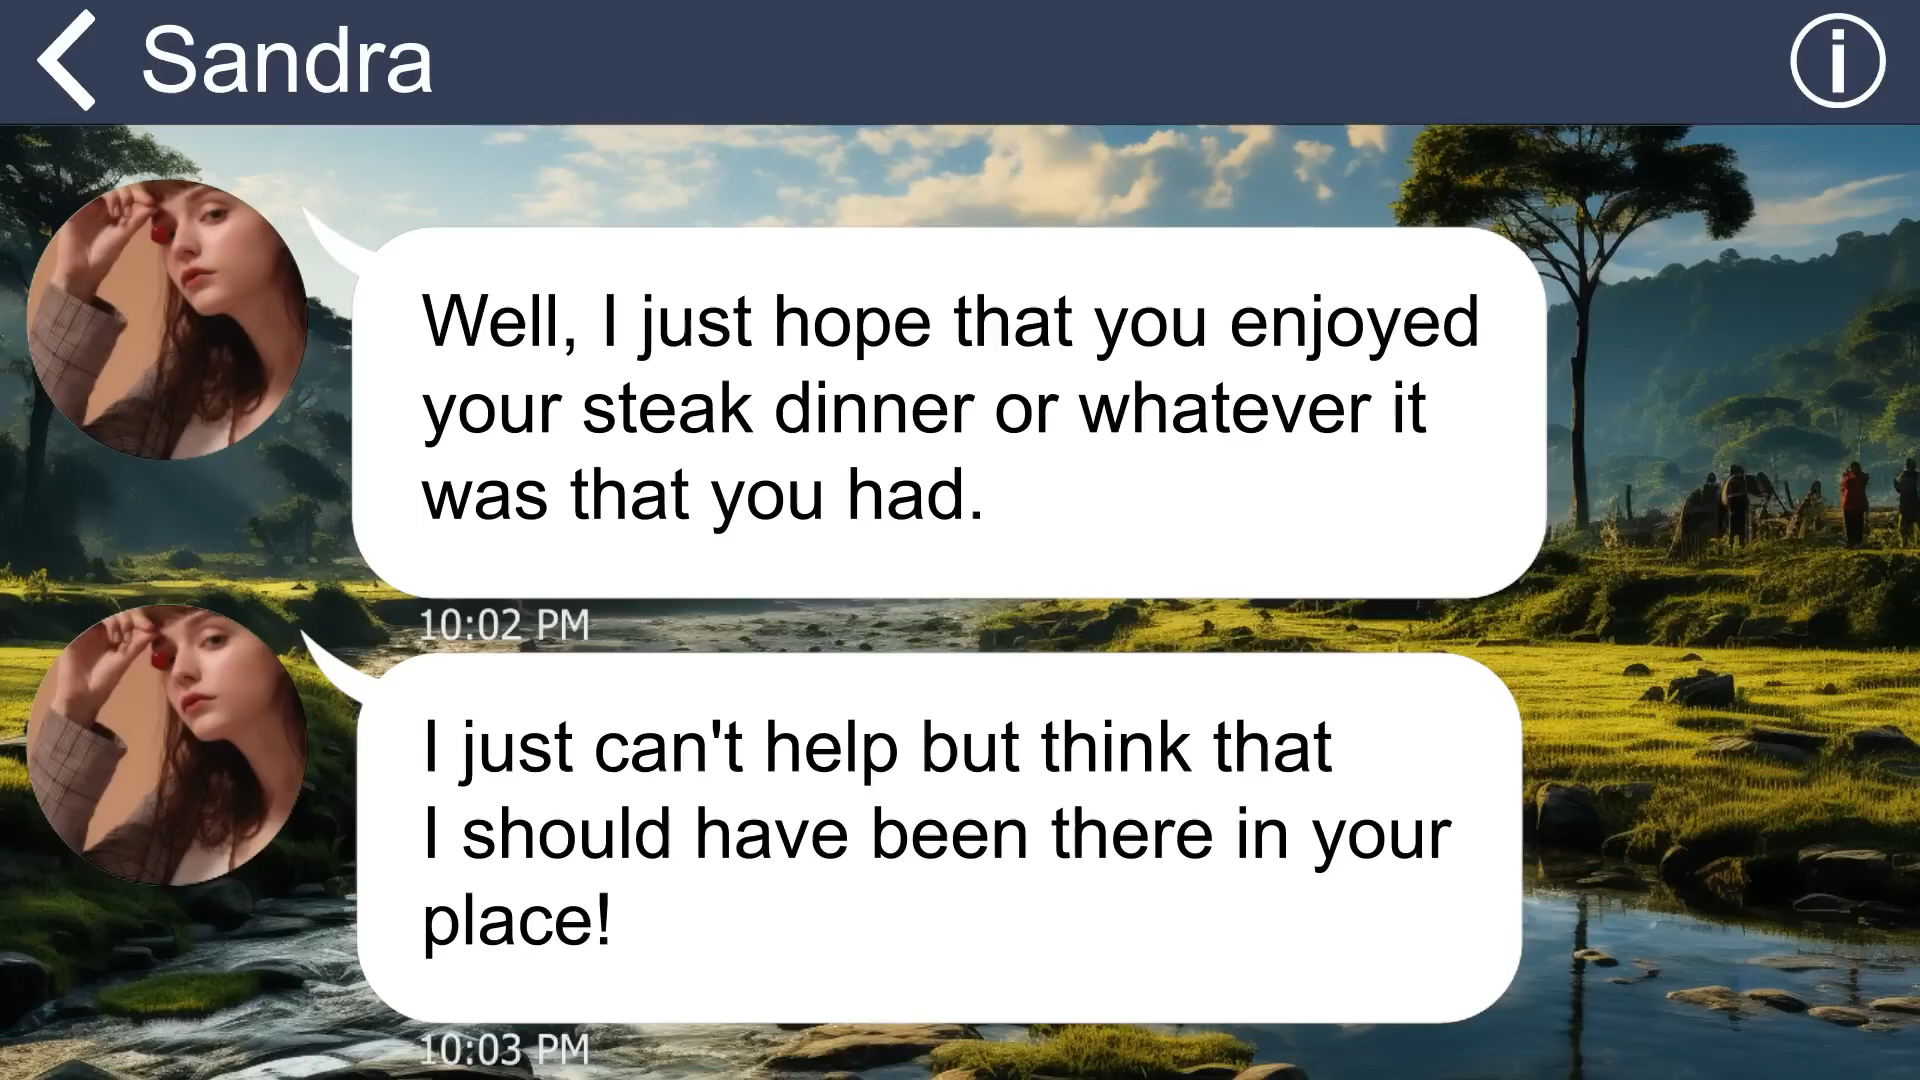 Sandra
Well, I just hope that you enjoyed
your steak dinner or whatever it
was that you had.
10:02 PM
I just can't help but think that
I should have been there in your
place!
10:03 PM